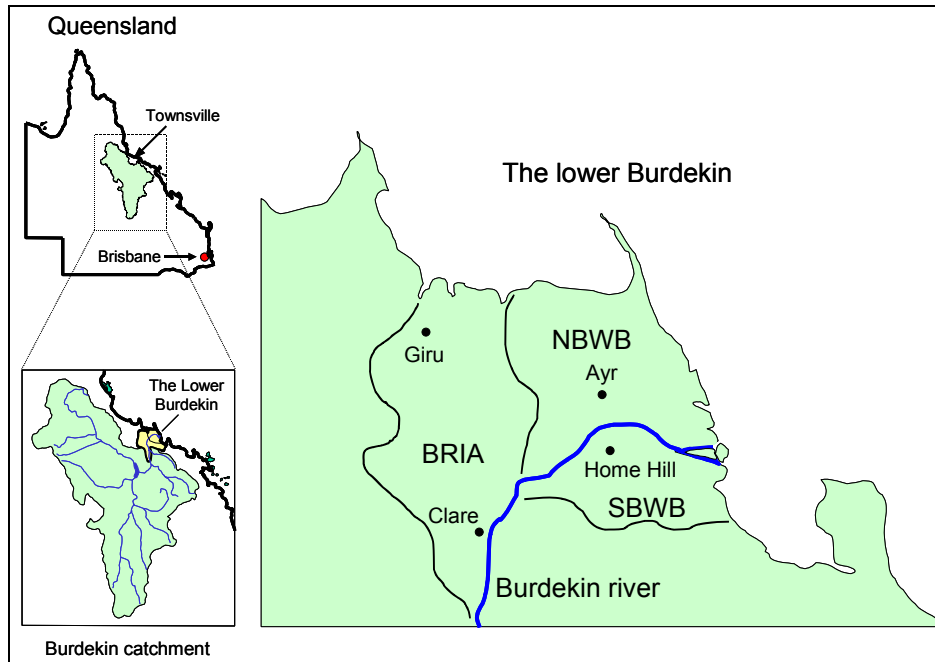 Queensland
Townsville
Brisbane
The Lower
Burdekin
Burdekin catchment
The lower Burdekin
NBWB
Giru
Ayr
BRIA
Home Hill
SBWB
Clare
Burdekin river